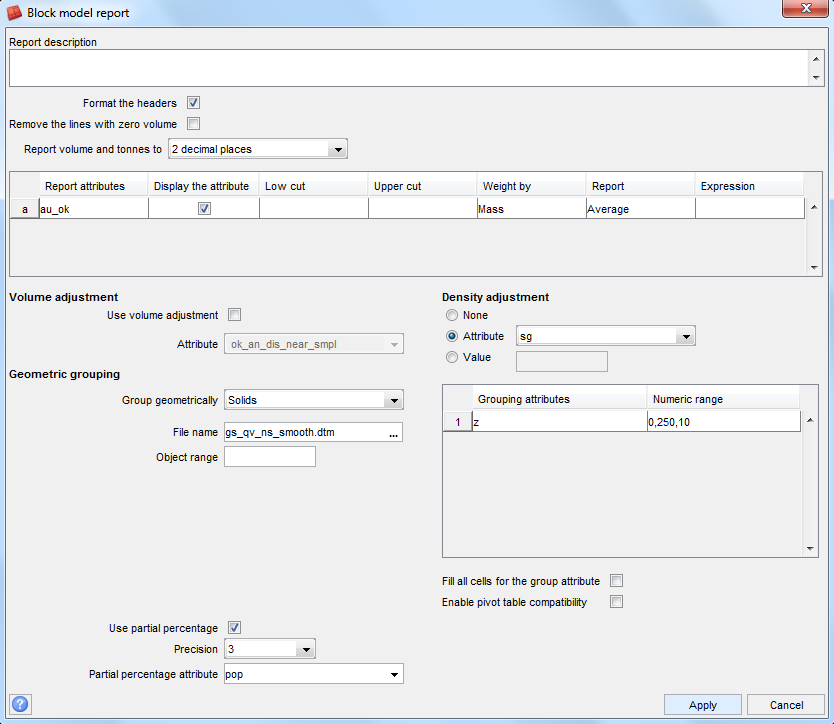 Block model report
Report description
Format the headers
Remove the lines with zero volume
Report volume and tonnes to 2 decimal places
Report attributes Display the attribute Low cut Upper cut Weight by Report Expression
a au_ok Mass Average
Volume adjustment
Use volume adjustment
Attribute ok_an_dis_near_smpl
Geometric grouping
Group geometrically Solids
File name gs_qv_ns_smooth.dtm ...
Object range
Density adjustment
None
Attribute sg
Value
Grouping attributes Numeric range
1 z 0,250,10
Fill all cells for the group attribute
Enable pivot table compatibility
Use partial percentage
Precision 3
Partial percentage attribute pop
? Apply Cancel